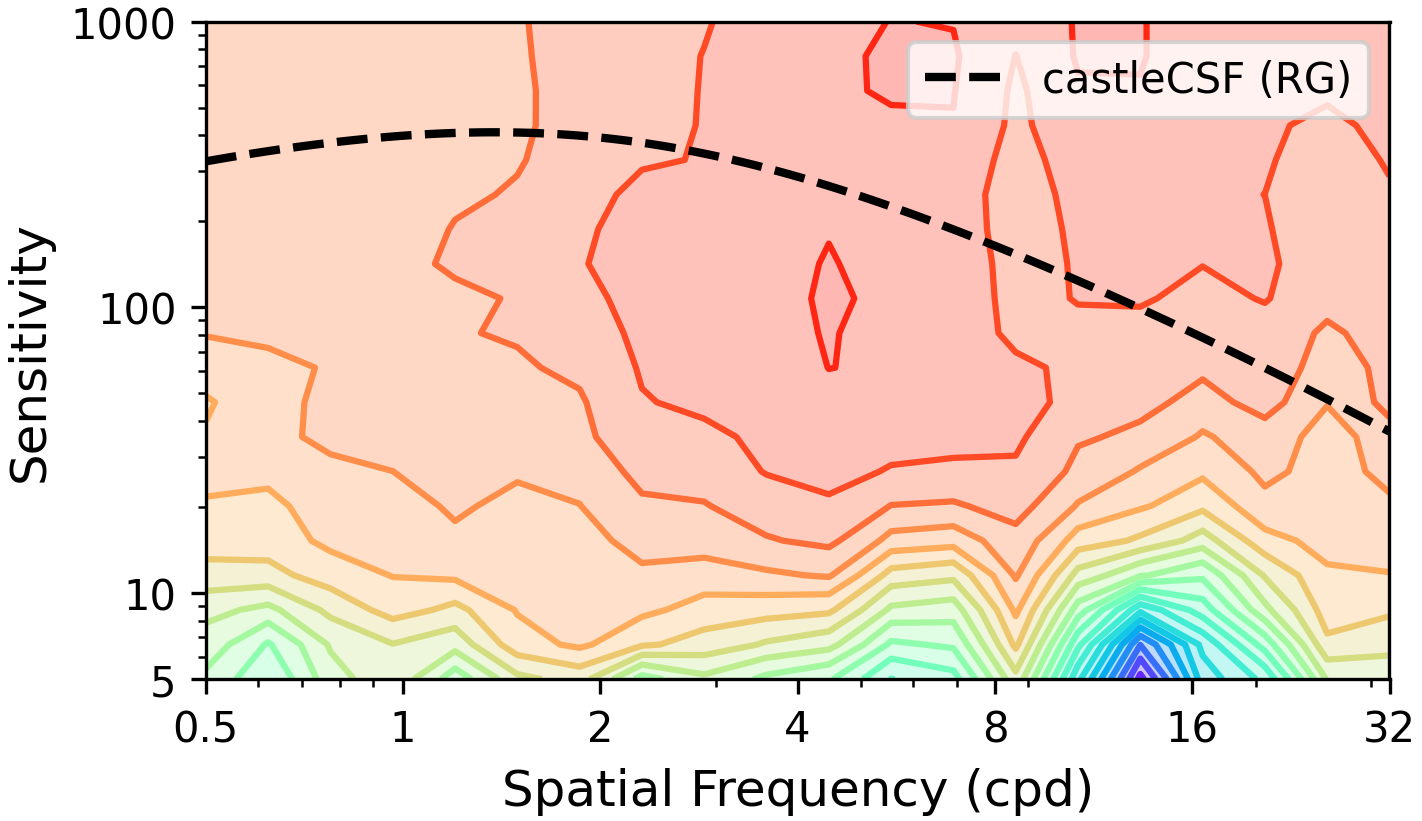 1000
100
10
5
Sensitivity
castleCSF (RG)
0.5 1 2 4 8 16 32
Spatial Frequency (cpd)